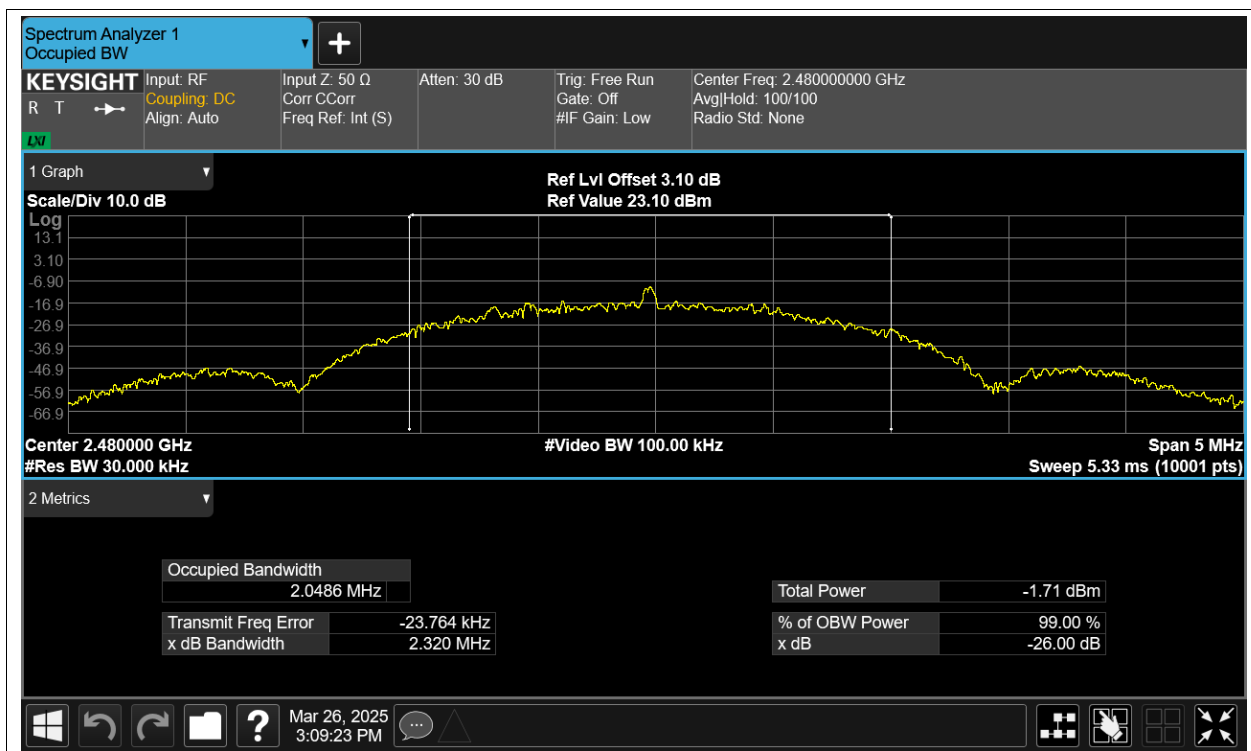 Spectrum Analyzer 1
Occupied BW
KEYSIGHT
R T
LXI
Input: RF
Coupling: DC
Align: Auto
Input Z: 50 Ω
Corr CCorr
Freq Ref: Int (S)
Atten: 30 dB
Trig: Free Run
Gate: Off
#IF Gain: Low
Center Freq: 2.480000000 GHz
Avg|Hold: 100/100
Radio Std: None
1 Graph
Scale/Div 10.0 dB
Ref Lvl Offset 3.10 dB
Ref Value 23.10 dBm
Log
13.1
3.10
-6.90
-16.9
-26.9
-36.9
-46.9
-56.9
-66.9
Center 2.480000 GHz
#Res BW 30.000 kHz
#Video BW 100.00 kHz
Span 5 MHz
Sweep 5.33 ms (10001 pts)
2 Metrics
Occupied Bandwidth
2.0486 MHz
Transmit Freq Error -23.764 kHz
x dB Bandwidth 2.320 MHz
Total Power -1.71 dBm
% of OBW Power 99.00 %
x dB -26.00 dB
?
Mar 26, 2025
3:09:23 PM